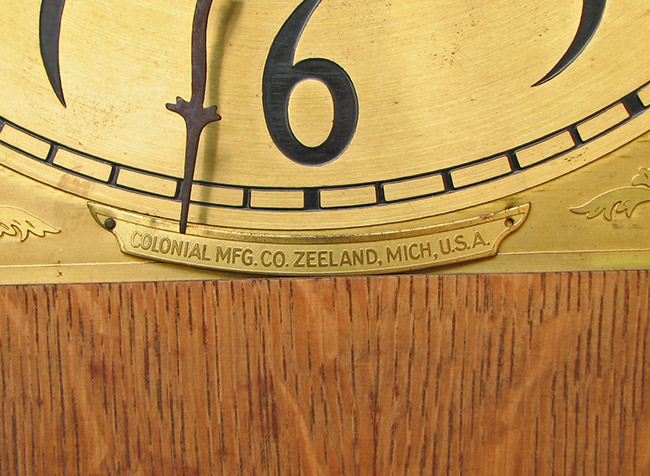 6
COLONIAL MFG. CO. ZEELAND, MICH, U.S.A.